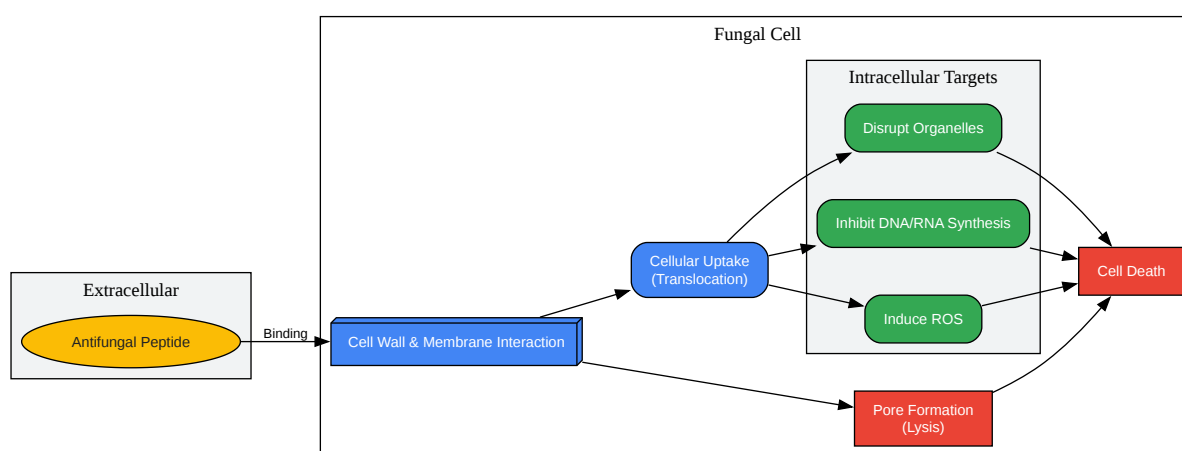 Fungal Cell
Intracellular Targets
Disrupt Organelles
Inhibit DNA/RNA Synthesis
Cellular Uptake
(Translocation)
Cell Death
Extracellular
Induce ROS
Binding
Antifungal Peptide
Cell Wall & Membrane Interaction
Pore Formation
(Lysis)